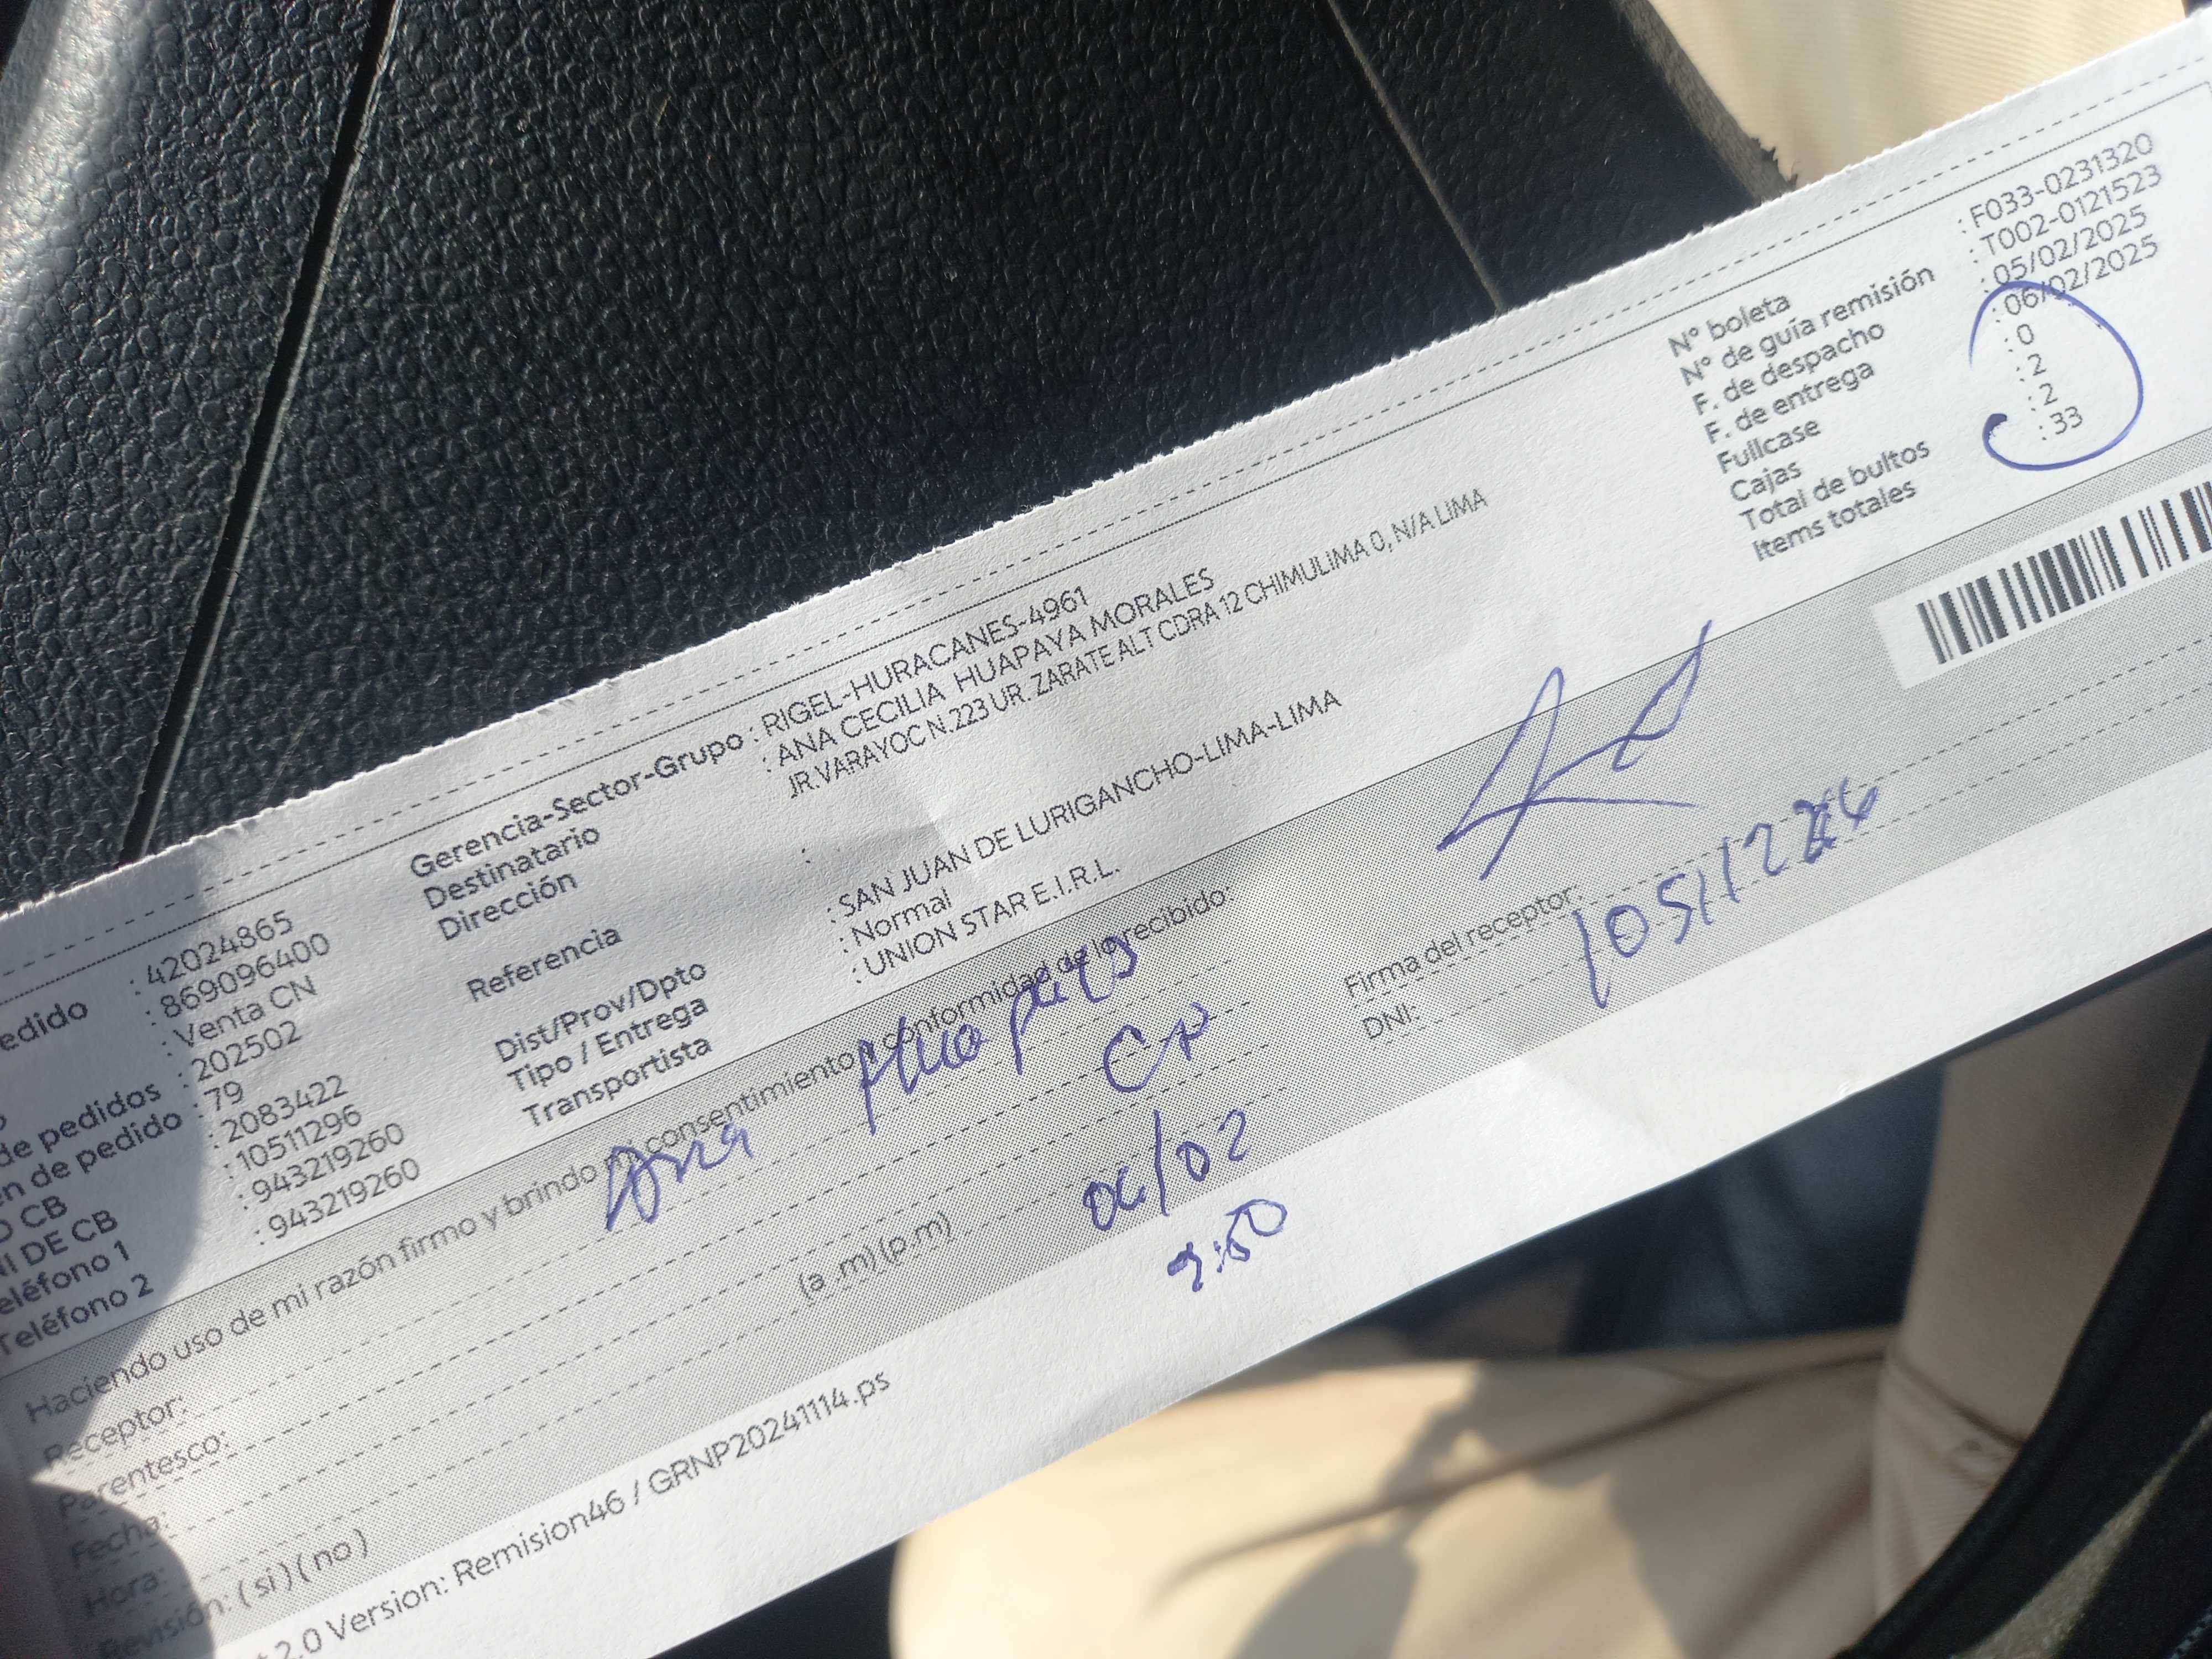 edido : 42024865
: 869096400
: Venta CN
de pedidos : 202502
n de pedido : 79
O CB : 2083422
NI DE CB : 10511296
eléfono 1 : 943219260
Teléfono 2 : 943219260
Gerencia-Sector-Grupo : RIGEL-HURACANES-4961
Destinatario : ANA CECILIA HUAPAYA MORALES
Dirección JR.VARAYOC N.223 UR. ZARATE ALT CDRA 12 CHIMULIMA 0, N/A LIMA
Referencia :
Dist/Prov/Dpto : SAN JUAN DE LURIGANCHO-LIMA-LIMA
Tipo / Entrega : Normal
Transportista : UNION STAR E.I.R.L.
N° boleta : F033-0231320
N° de guía remisión : T002-0121523
F. de despacho : 05/02/2025
F. de entrega : 06/02/2025
Fullcase : 0
Cajas : 2
Total de bultos : 2
Items totales : 33
Haciendo uso de mi razón firmo y brindo mi consentimiento y conformidad de lo recibido:
Receptor: Ana Huapaya
Parentesco:
Fecha: 06/02
Hora: (a .m) (p.m) 9:50
Revisión: ( si ) ( no )
Firma del receptor:
DNI:
2.0 Version: Remision46 / GRNP20241114.ps